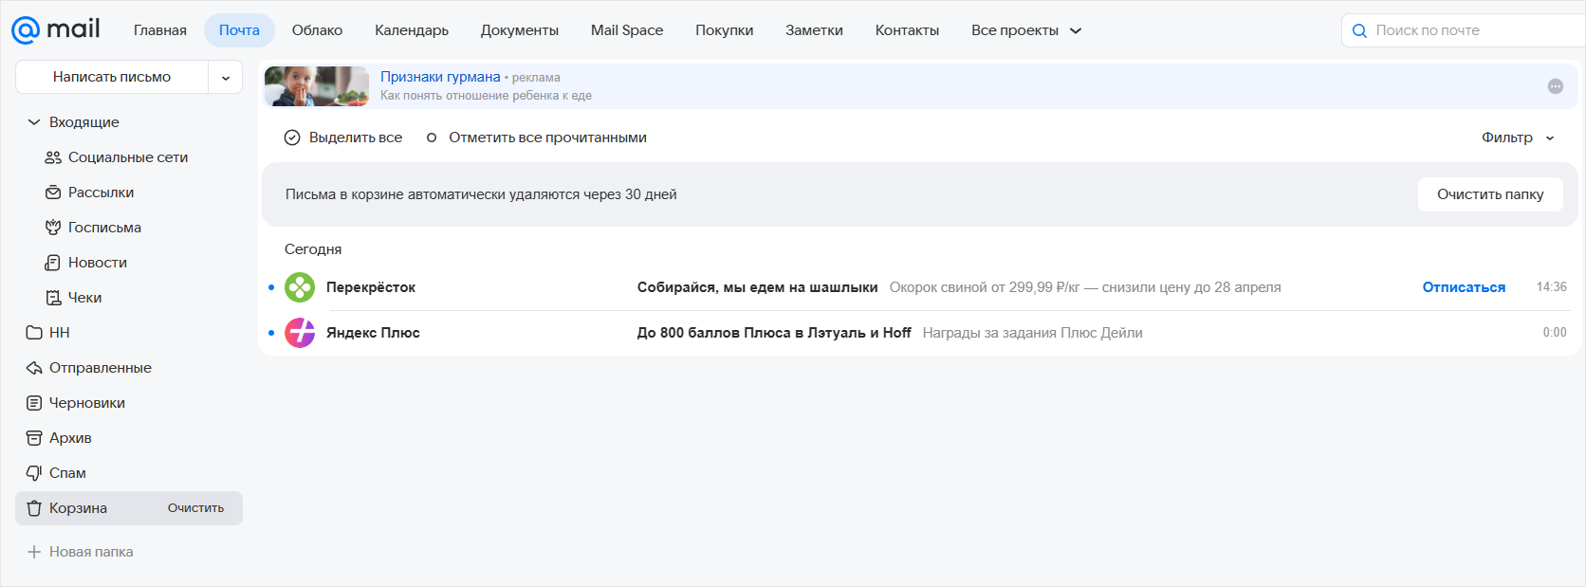 mail
Главная
Почта
Облако
Календарь
Документы
Mail Space
Покупки
Заметки
Контакты
Все проекты
Поиск по почте
Написать письмо
Входящие
Социальные сети
Рассылки
Госписьма
Новости
Чеки
НН
Отправленные
Черновики
Архив
Спам
Корзина Очистить
Новая папка
Признаки гурмана • реклама
Как понять отношение ребенка к еде
Выделить все
Отметить все прочитанными
Фильтр
Письма в корзине автоматически удаляются через 30 дней
Очистить папку
Сегодня
Перекрёсток Собирайся, мы едем на шашлыки Окорок свиной от 299,99 ₽/кг — снизили цену до 28 апреля Отписаться 14:36
Яндекс Плюс До 800 баллов Плюса в Лэтуаль и Hoff Награды за задания Плюс Дейли 0:00